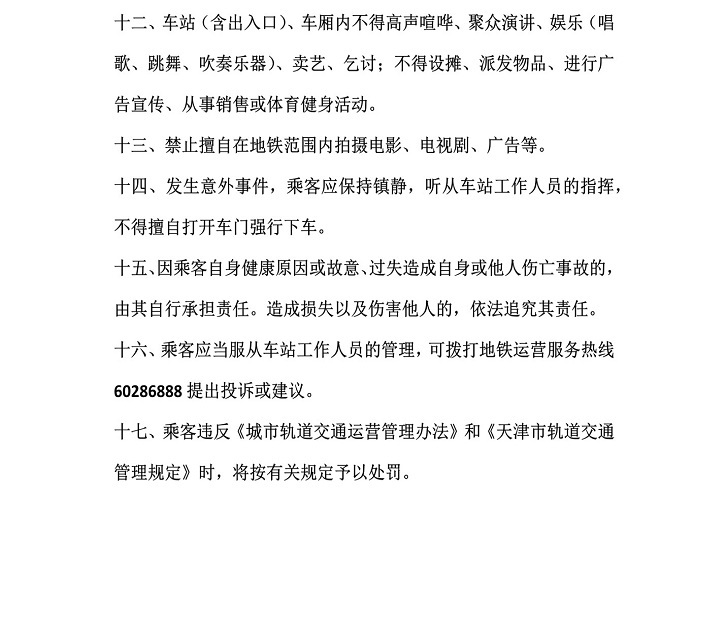 十二、车站（含出入口）、车厢内不得高声喧哗、聚众演讲、娱乐（唱
歌、跳舞、吹奏乐器）、卖艺、乞讨；不得设摊、派发物品、进行广
告宣传、从事销售或体育健身活动。
十三、禁止擅自在地铁范围内拍摄电影、电视剧、广告等。
十四、发生意外事件，乘客应保持镇静，听从车站工作人员的指挥，
不得擅自打开车门强行下车。
十五、因乘客自身健康原因或故意、过失造成自身或他人伤亡事故的，
由其自行承担责任。造成损失以及伤害他人的，依法追究其责任。
十六、乘客应当服从车站工作人员的管理，可拨打地铁运营服务热线
60286888 提出投诉或建议。
十七、乘客违反《城市轨道交通运营管理办法》和《天津市轨道交通
管理规定》时，将按有关规定予以处罚。